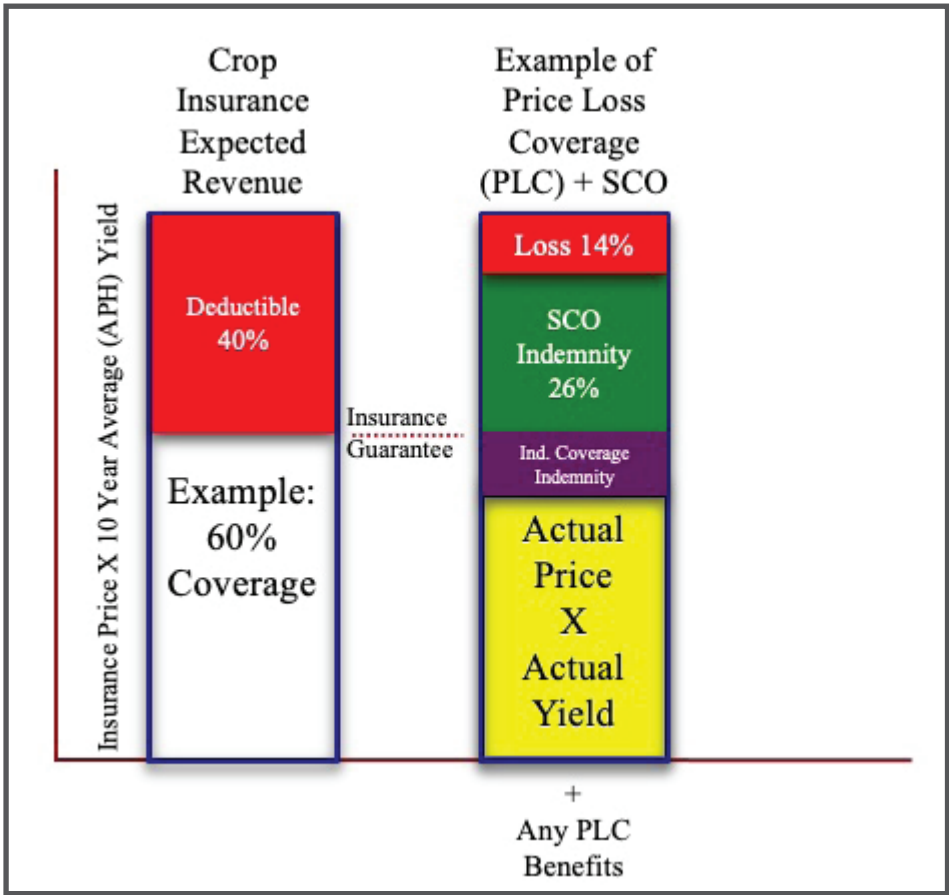 Crop
Insurance
Expected
Revenue
Example of
Price Loss
Coverage
(PLC) + SCO
Insurance Price X 10 Year Average (APH) Yield
Deductible
40%
Example:
60%
Coverage
Insurance
Guarantee
Loss 14%
SCO
Indemnity
26%
Ind. Coverage
Indemnity
Actual
Price
X
Actual
Yield
+
Any PLC
Benefits